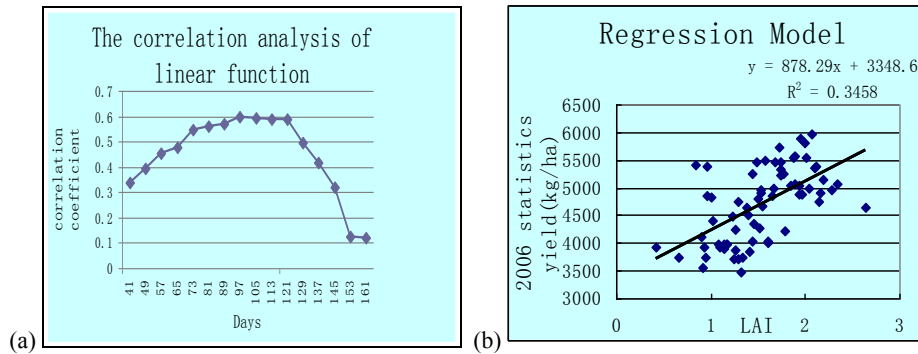 The correlation analysis of
linear function
correlation
coefficient
0.7
0.6
0.5
0.4
0.3
0.2
0.1
0
41
49
57
65
73
81
89
97
105
113
121
129
137
145
153
161
Days
(a)
Regression Model
y = 878.29x + 3348.6
R² = 0.3458
2006 statistics
yield(kg/ha)
6500
6000
5500
5000
4500
4000
3500
3000
0
1
LAI
2
3
(b)